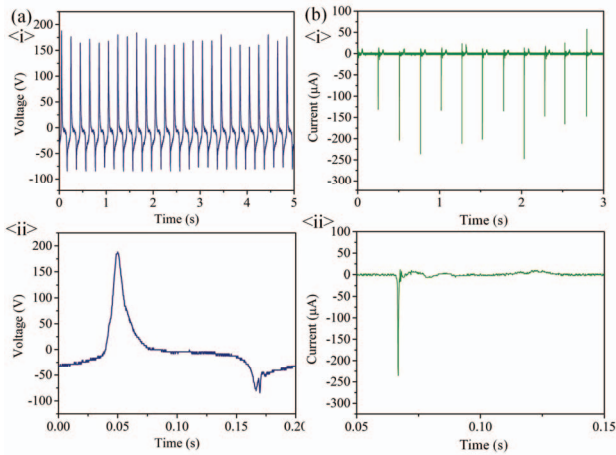 (a)
<i>
200
150
100
50
0
-50
-100
Voltage (V)
0 1 2 3 4 5
Time (s)
(b)
<i>
100
50
0
-50
-100
-150
-200
-250
-300
Current (μA)
0 1 2 3
Time (s)
<ii>
200
150
100
50
0
-50
-100
Voltage (V)
0.00 0.05 0.10 0.15 0.20
Time (s)
<ii>
100
50
0
-50
-100
-150
-200
-250
-300
Current (μA)
0.05 0.10 0.15
Time (s)